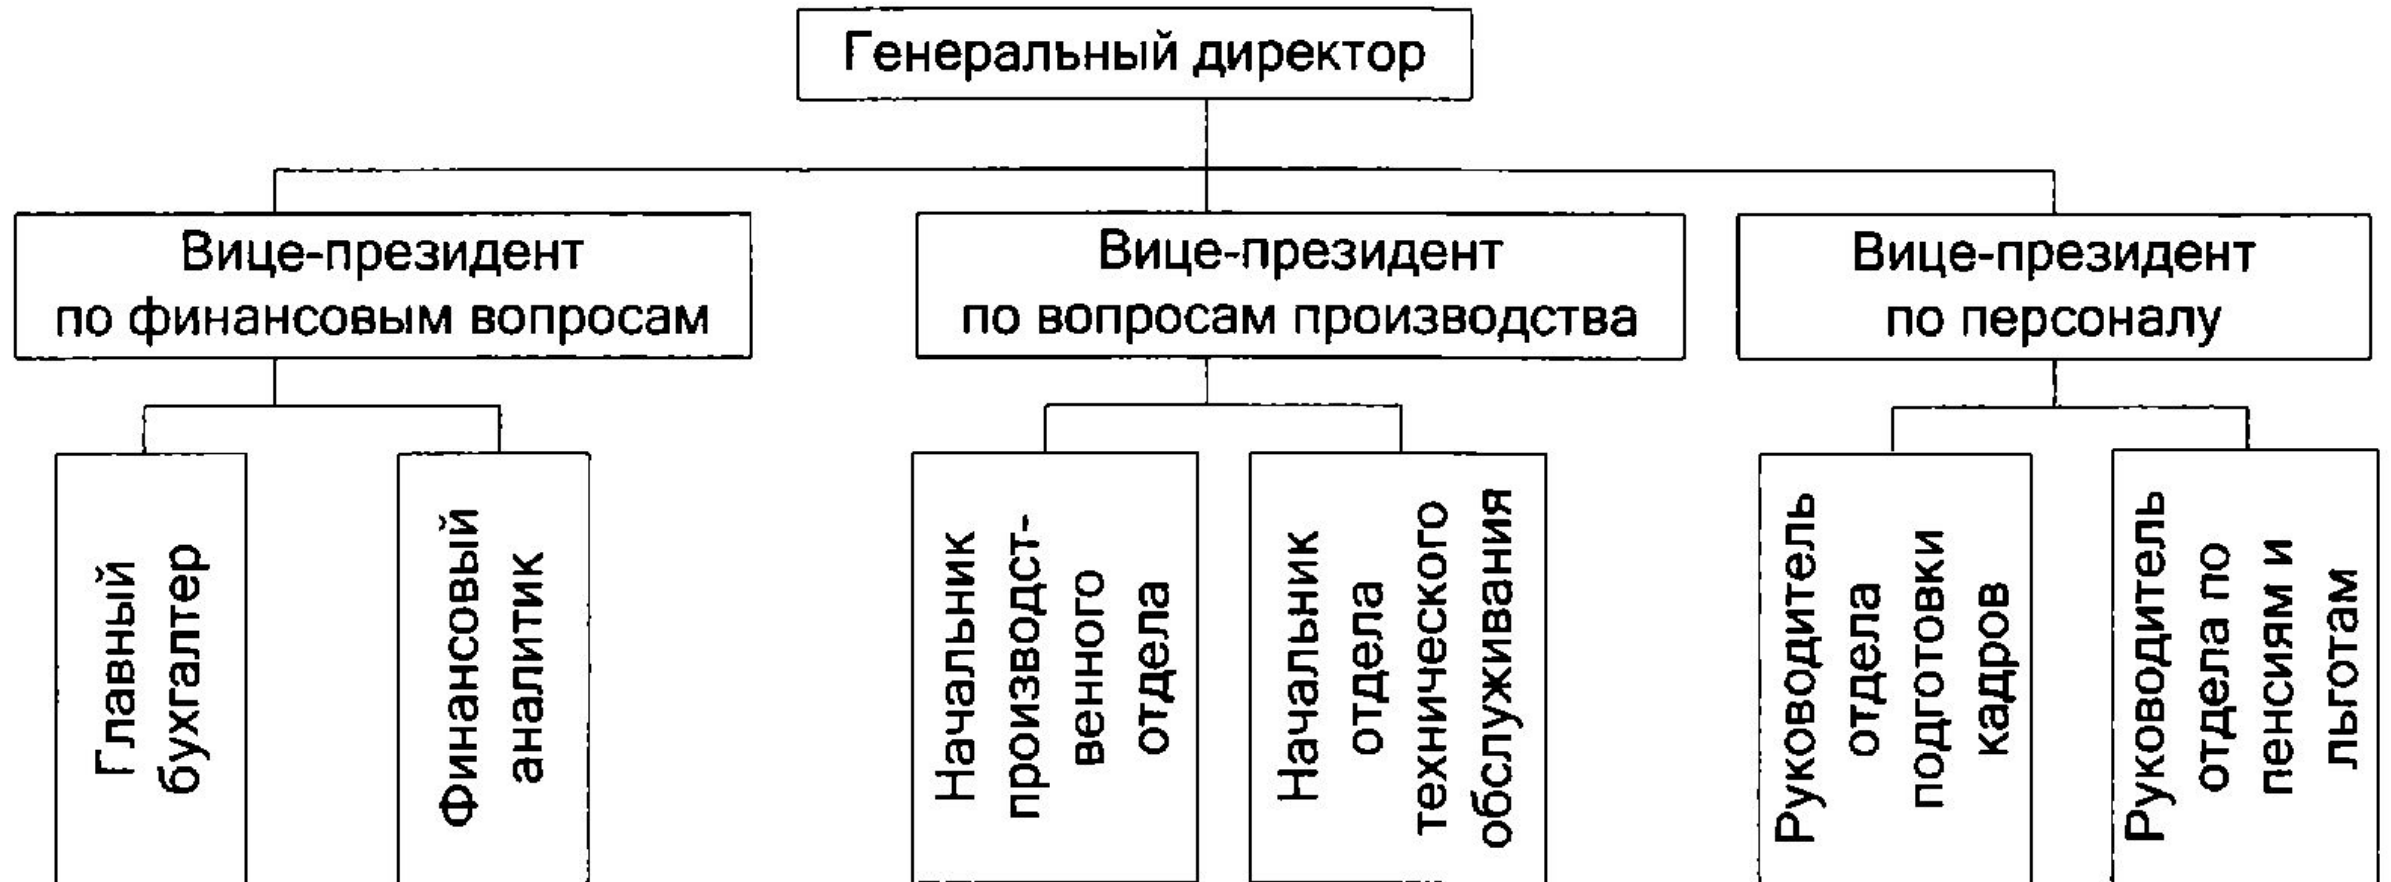 Генеральный директор
Вице-президент
по финансовым вопросам
Вице-президент
по вопросам производства
Вице-президент
по персоналу
Главный
бухгалтер
Финансовый
аналитик
Начальник
производст-
венного
отдела
Начальник
отдела
технического
обслуживания
Руководитель
отдела
подготовки
кадров
Руководитель
отдела по
пенсиям и
льготам